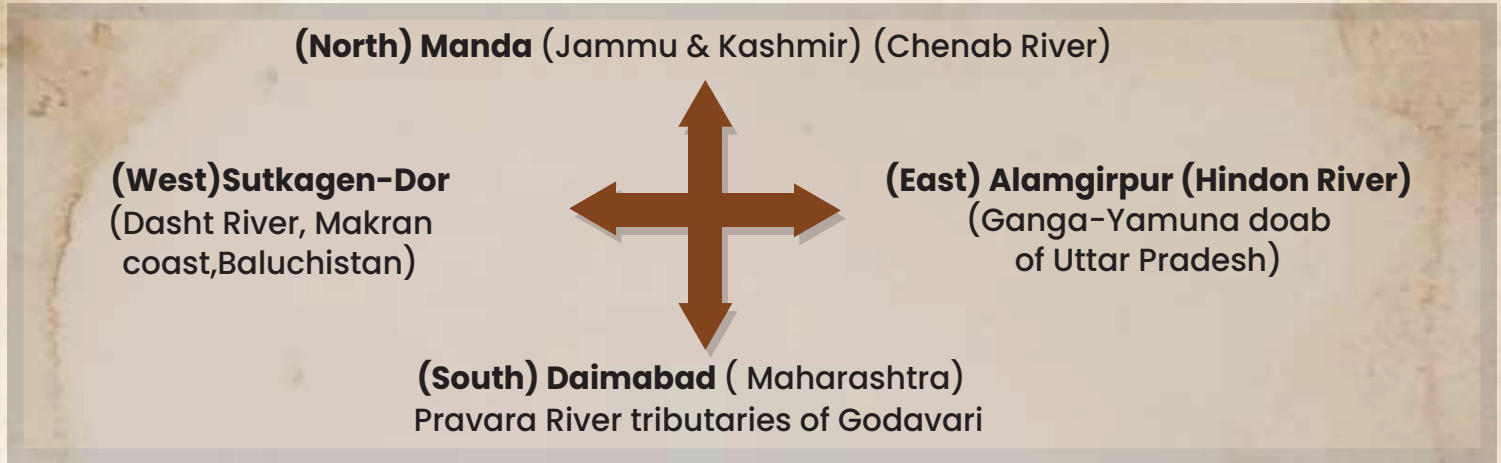 (North) Manda (Jammu & Kashmir) (Chenab River)
(West)Sutkagen-Dor
(Dasht River, Makran
coast,Baluchistan)
(East) Alamgirpur (Hindon River)
(Ganga-Yamuna doab
of Uttar Pradesh)
(South) Daimabad ( Maharashtra)
Pravara River tributaries of Godavari